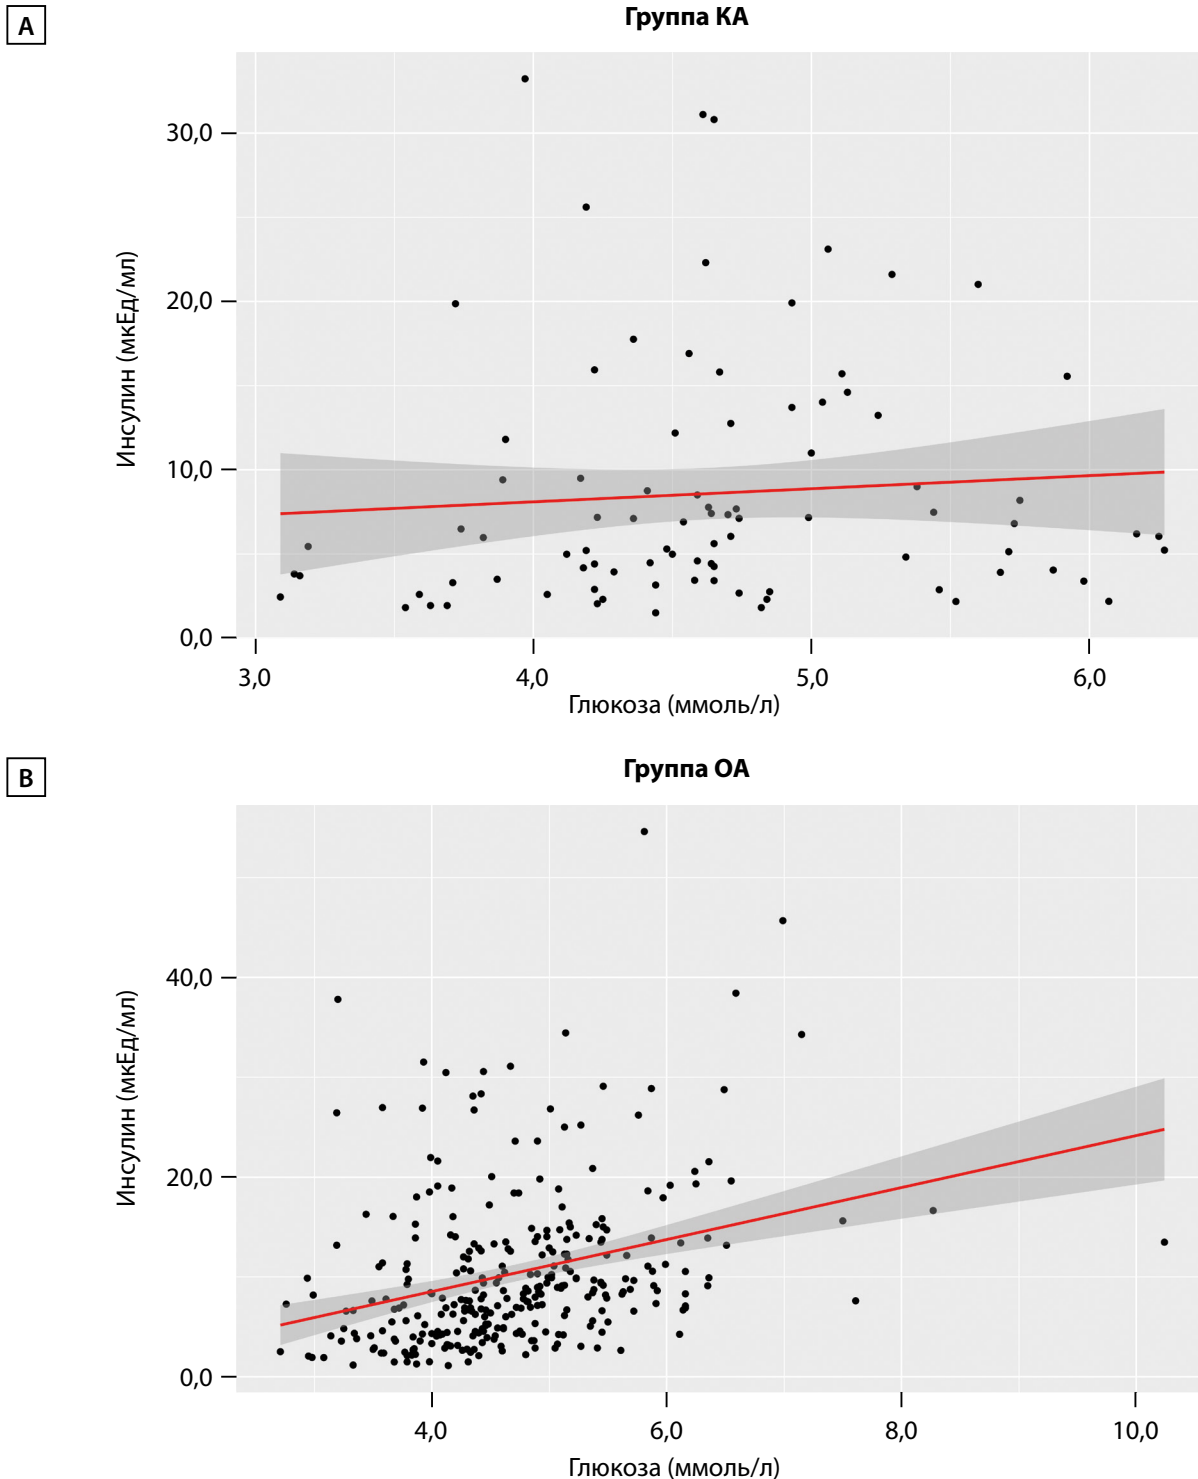 A
Группа КА
Инсулин (мкЕд/мл)
30,0
20,0
10,0
0,0
3,0 4,0 5,0 6,0
Глюкоза (ммоль/л)
B
Группа ОА
Инсулин (мкЕд/мл)
40,0
20,0
0,0
4,0 6,0 8,0 10,0
Глюкоза (ммоль/л)